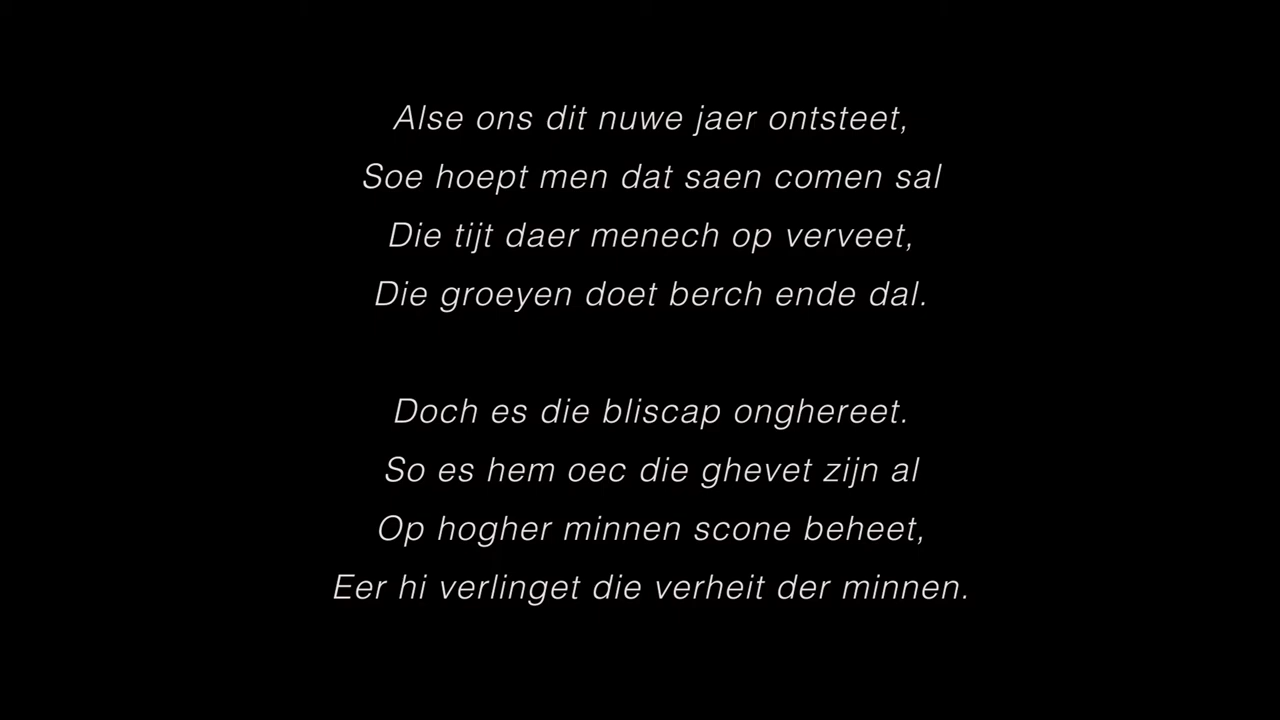 Alse ons dit nuwe jaer ontsteet,
Soe hoept men dat saen comen sal
Die tijt daer menech op verveet,
Die groeyen doet berch ende dal.
Doch es die bliscap onghereet.
So es hem oec die ghevet zijn al
Op hogher minnen scone beheet,
Eer hi verlinget die verheit der minnen.